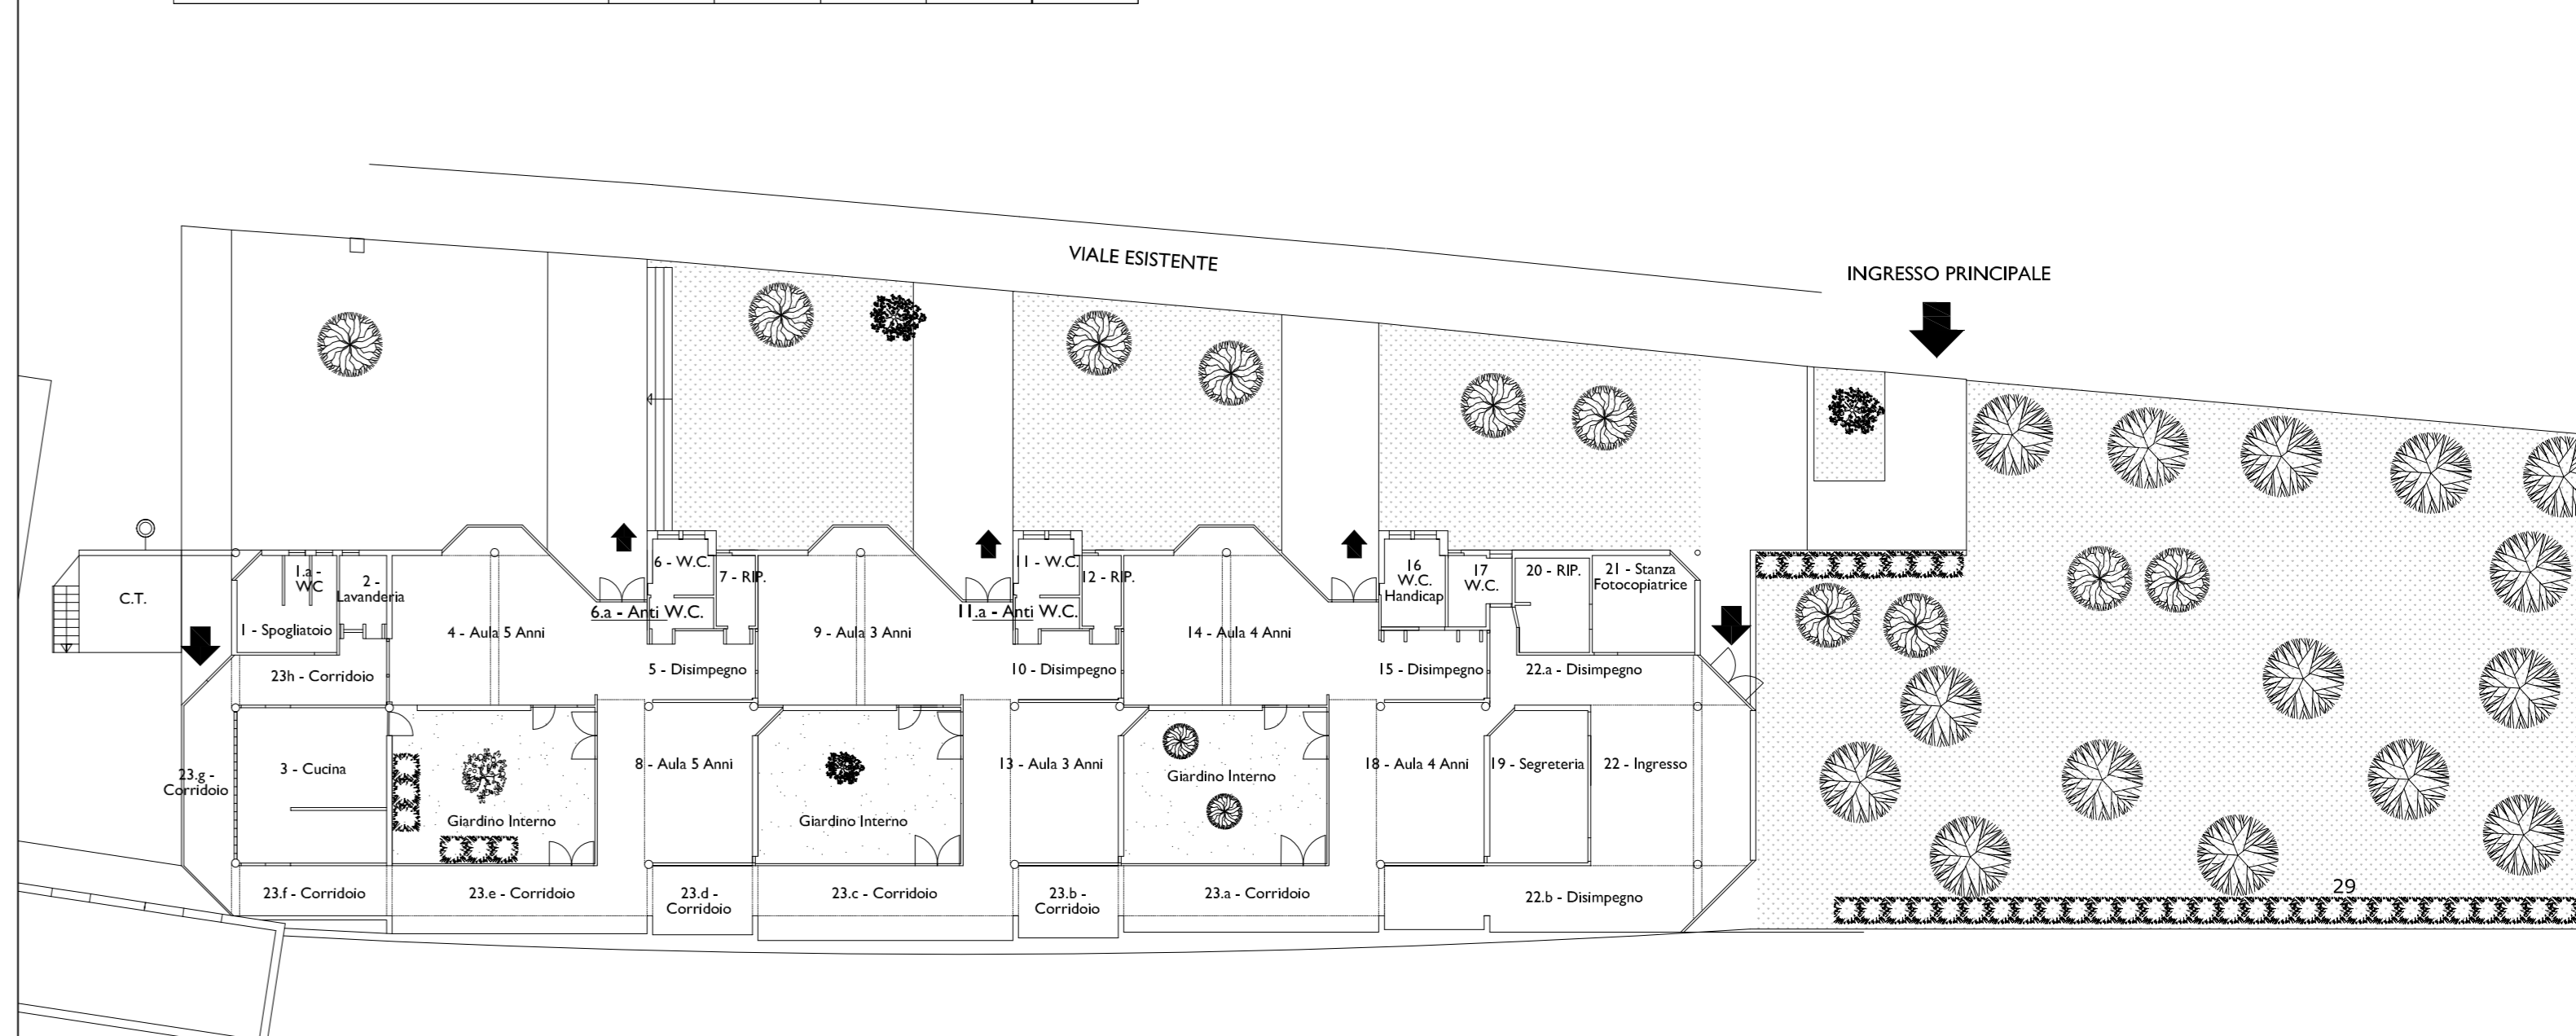 VIALE ESISTENTE
INGRESSO PRINCIPALE
1.a -
WC
2 -
Lavanderia
6 - W.C.
7 - RIP.
11 - W.C.
12 - RIP.
16
W.C.
Handicap
17
W.C.
20 - RIP.
21 - Stanza
Fotocopiatrice
C.T.
1 - Spogliatoio
4 - Aula 5 Anni
6.a - Anti W.C.
9 - Aula 3 Anni
11.a - Anti W.C.
14 - Aula 4 Anni
23h - Corridoio
5 - Disimpegno
10 - Disimpegno
15 - Disimpegno
22.a - Disimpegno
23.g -
Corridoio
3 - Cucina
Giardino Interno
8 - Aula 5 Anni
Giardino Interno
13 - Aula 3 Anni
Giardino Interno
18 - Aula 4 Anni
19 - Segreteria
22 - Ingresso
23.f - Corridoio
23.e - Corridoio
23.d -
Corridoio
23.c - Corridoio
23.b -
Corridoio
23.a - Corridoio
22.b - Disimpegno
29